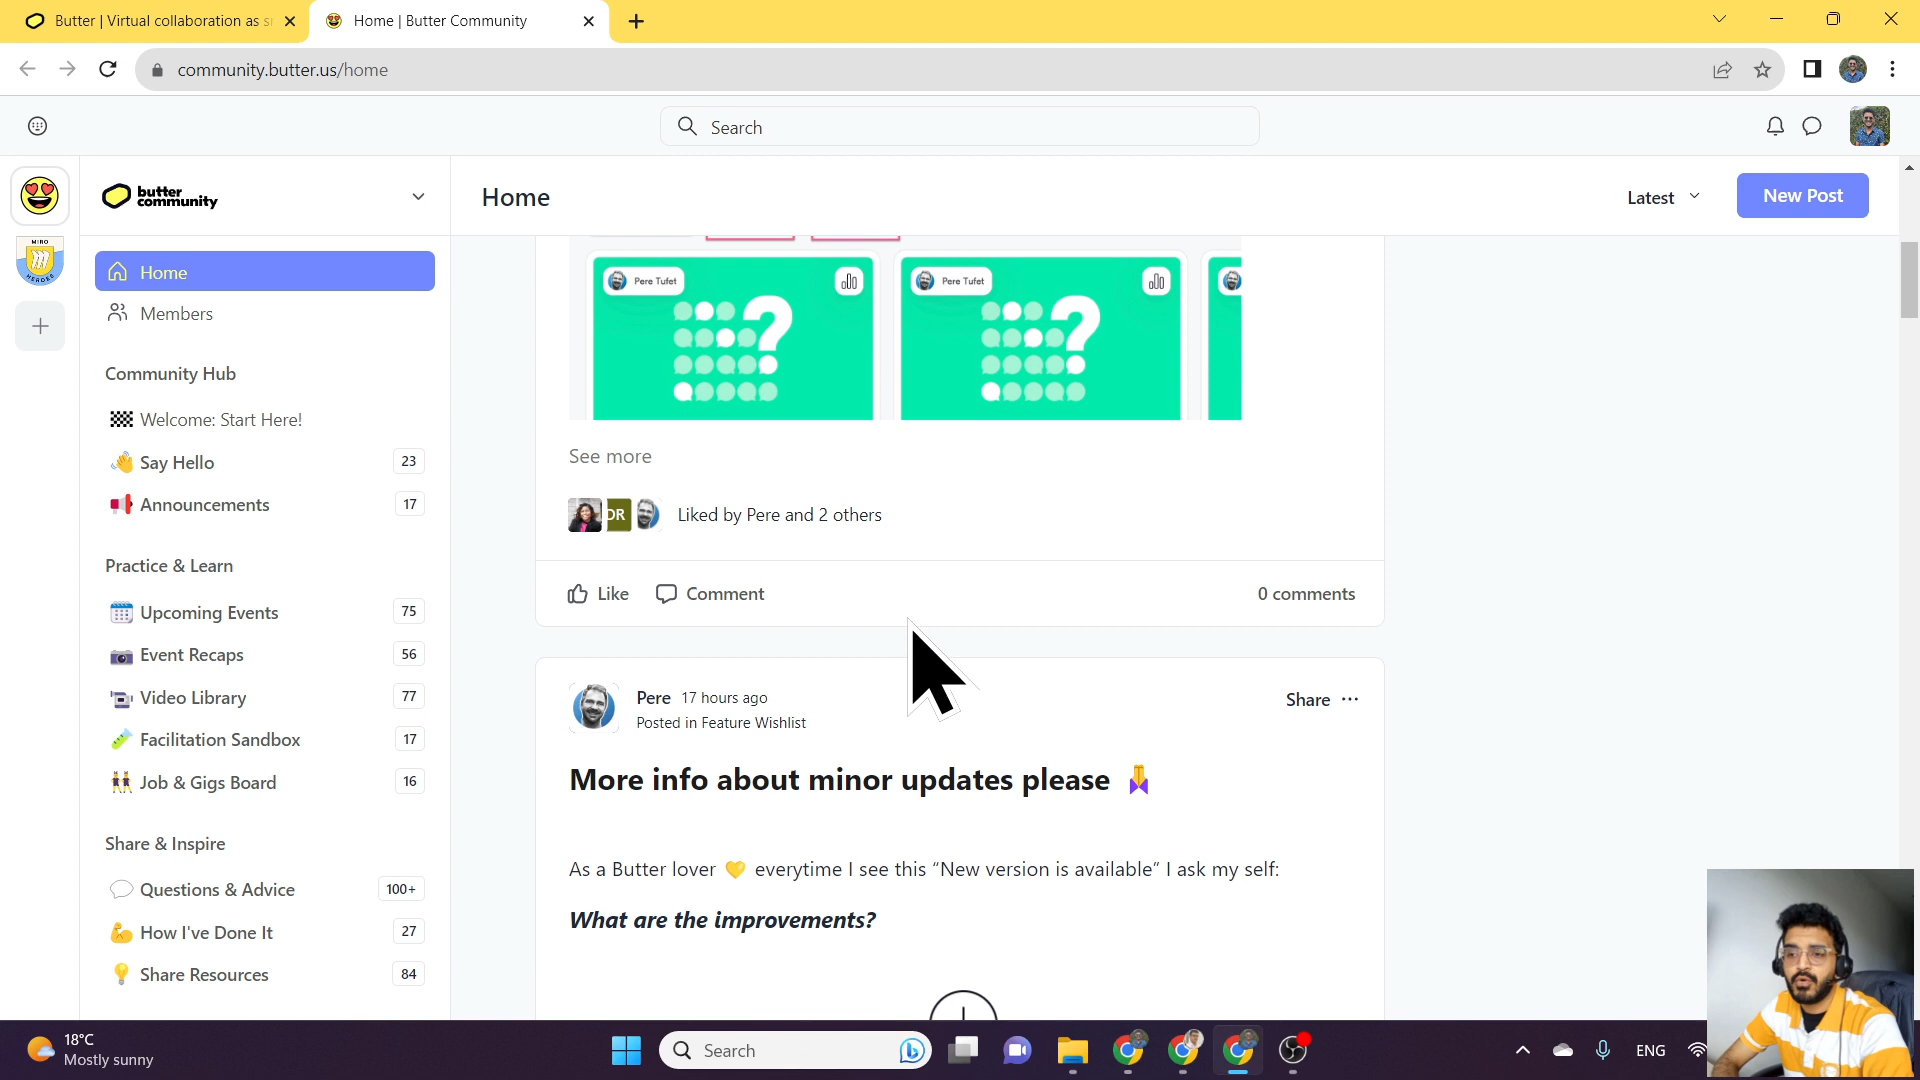 Butter | Virtual collaboration as s
Home | Butter Community
community.butter.us/home
Search
butter
community
Home
Latest
New Post
MIRO
HEROES
Home
Members
Community Hub
Welcome: Start Here!
Say Hello 23
Announcements 17
Practice & Learn
Upcoming Events 75
Event Recaps 56
Video Library 77
Facilitation Sandbox 17
Job & Gigs Board 16
Share & Inspire
Questions & Advice 100+
How I've Done It 27
Share Resources 84
Pere Tufet
Pere Tufet
?
?
See more
DR
Liked by Pere and 2 others
Like Comment 0 comments
Pere 17 hours ago
Posted in Feature Wishlist
Share ···
More info about minor updates please
As a Butter lover 💛 everytime I see this “New version is available” I ask my self:
What are the improvements?
18°C
Mostly sunny
Search
ENG